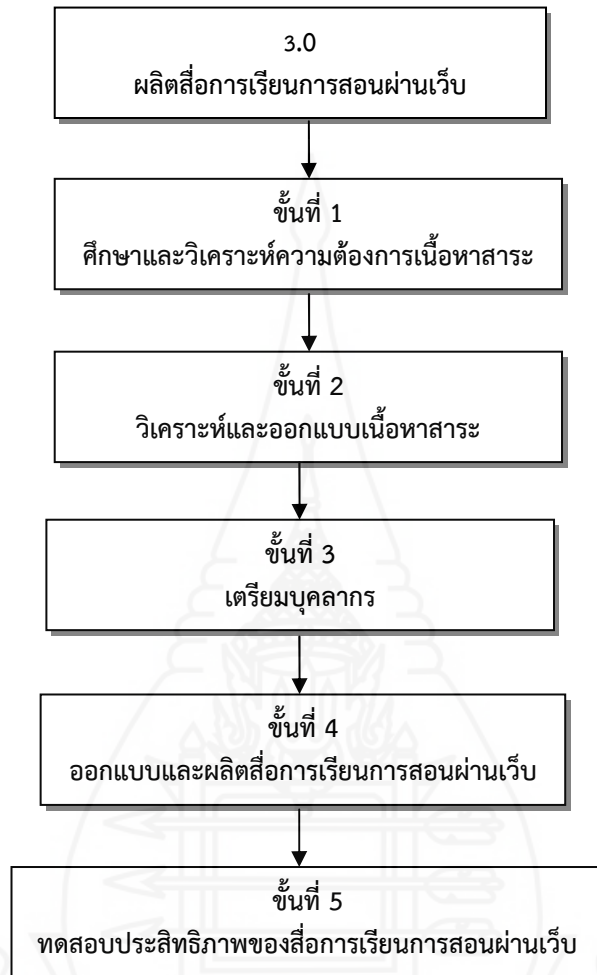 3.0
ผลิตสื่อการเรียนการสอนผ่านเว็บ
ขั้นที่ 1
ศึกษาและวิเคราะห์ความต้องการเนื้อหาสาระ
ขั้นที่ 2
วิเคราะห์และออกแบบเนื้อหาสาระ
ขั้นที่ 3
เตรียมบุคลากร
ขั้นที่ 4
ออกแบบและผลิตสื่อการเรียนการสอนผ่านเว็บ
ขั้นที่ 5
ทดสอบประสิทธิภาพของสื่อการเรียนการสอนผ่านเว็บ